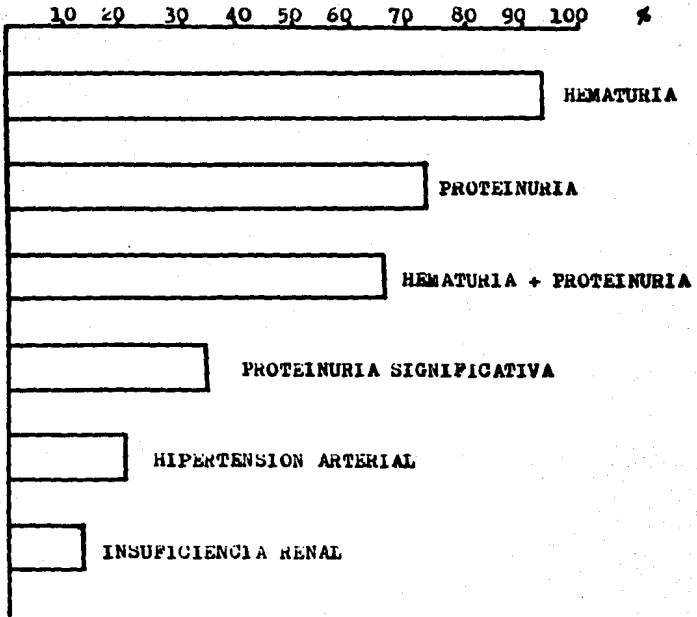 10 20 30 40 50 60 70 80 90 100 %
HEMATURIA
PROTEINURIA
HEMATURIA + PROTEINURIA
PROTEINURIA SIGNIFICATIVA
HIPERTENSION ARTERIAL
INSUFICIENCIA RENAL